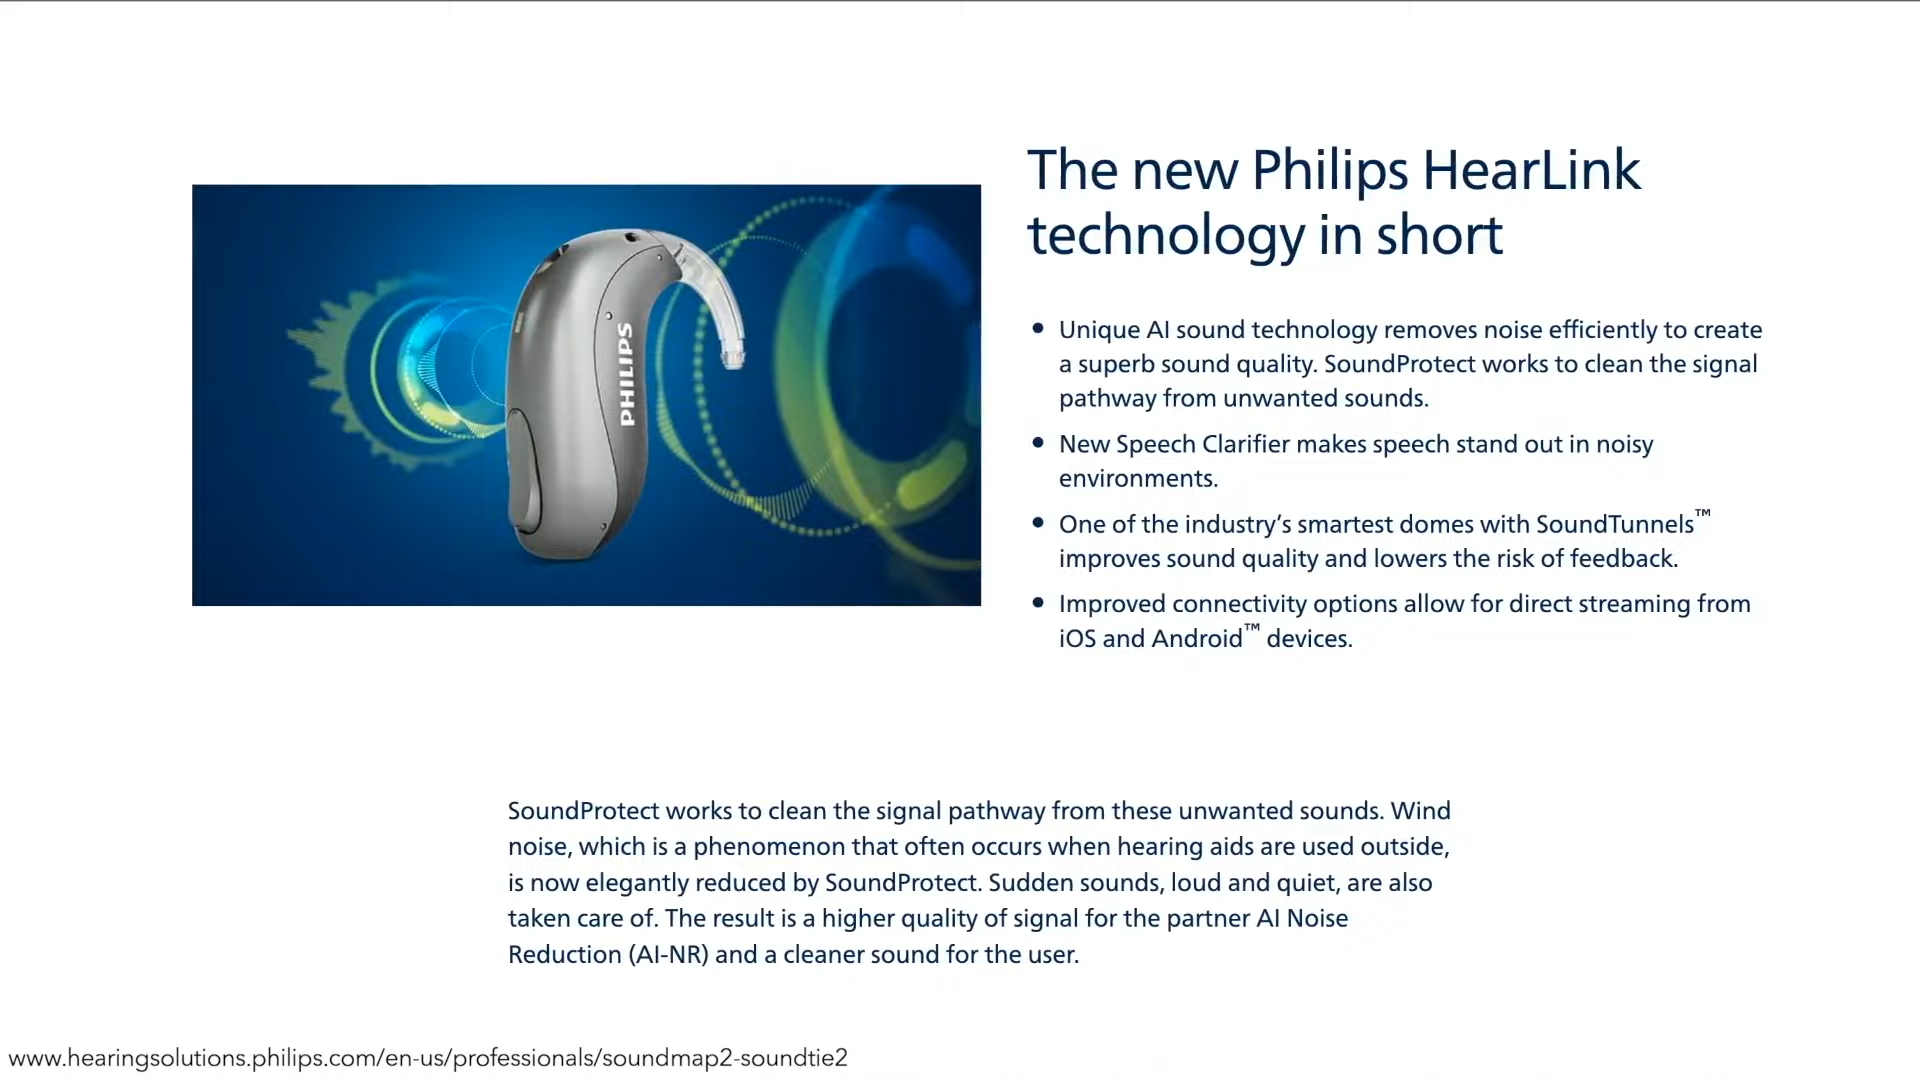 The new Philips HearLink
technology in short
PHILIPS
• Unique AI sound technology removes noise efficiently to create
a superb sound quality. SoundProtect works to clean the signal
pathway from unwanted sounds.
• New Speech Clarifier makes speech stand out in noisy
environments.
• One of the industry’s smartest domes with SoundTunnels™
improves sound quality and lowers the risk of feedback.
• Improved connectivity options allow for direct streaming from
iOS and Android™ devices.
SoundProtect works to clean the signal pathway from these unwanted sounds. Wind
noise, which is a phenomenon that often occurs when hearing aids are used outside,
is now elegantly reduced by SoundProtect. Sudden sounds, loud and quiet, are also
taken care of. The result is a higher quality of signal for the partner AI Noise
Reduction (AI-NR) and a cleaner sound for the user.
www.hearingsolutions.philips.com/en-us/professionals/soundmap2-soundtie2